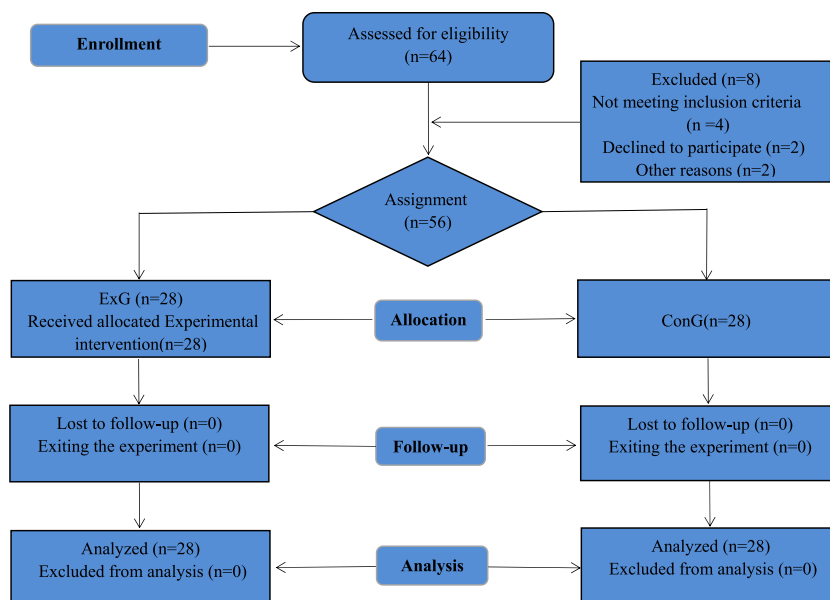 Enrollment
Assessed for eligibility
(n=64)
Excluded (n=8)
Not meeting inclusion criteria
(n =4)
Declined to participate (n=2)
Other reasons (n=2)
Assignment
(n=56)
ExG (n=28)
Received allocated Experimental
intervention(n=28)
Allocation
ConG(n=28)
Lost to follow-up (n=0)
Exiting the experiment (n=0)
Follow-up
Lost to follow-up (n=0)
Exiting the experiment (n=0)
Analyzed (n=28)
Excluded from analysis (n=0)
Analysis
Analyzed (n=28)
Excluded from analysis (n=0)